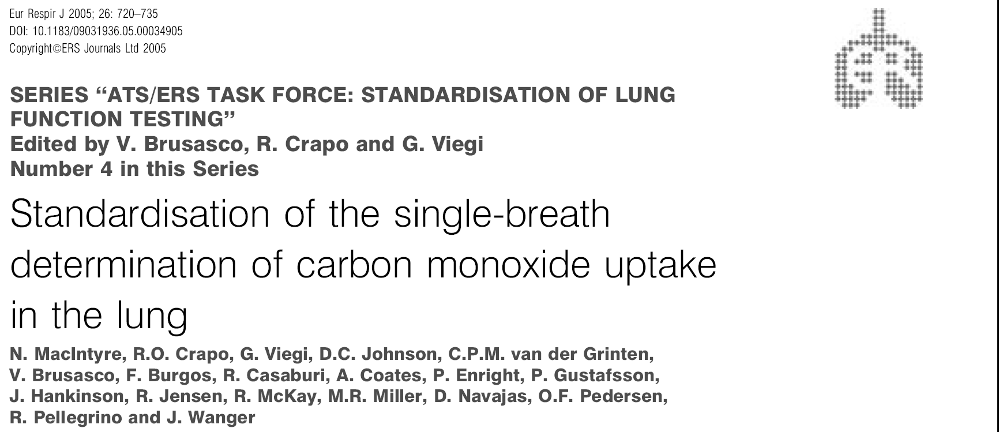 Eur Respir J 2005; 26: 720–735
DOI: 10.1183/09031936.05.00034905
Copyright©ERS Journals Ltd 2005
SERIES “ATS/ERS TASK FORCE: STANDARDISATION OF LUNG
FUNCTION TESTING”
Edited by V. Brusasco, R. Crapo and G. Viegi
Number 4 in this Series
Standardisation of the single-breath
determination of carbon monoxide uptake
in the lung
N. MacIntyre, R.O. Crapo, G. Viegi, D.C. Johnson, C.P.M. van der Grinten,
V. Brusasco, F. Burgos, R. Casaburi, A. Coates, P. Enright, P. Gustafsson,
J. Hankinson, R. Jensen, R. McKay, M.R. Miller, D. Navajas, O.F. Pedersen,
R. Pellegrino and J. Wanger